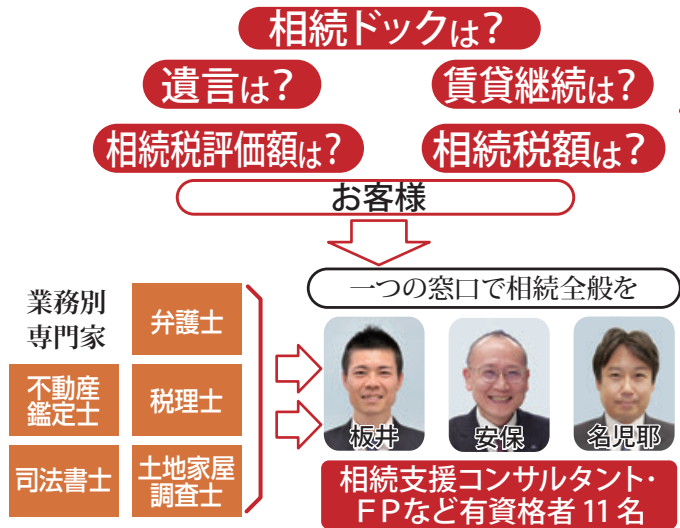 相続ドックは？
遺言は？
賃貸継続は？
相続税評価額は？
相続税額は？
お客様
一つの窓口で相続全般を
業務別
専門家
弁護士
不動産
鑑定士
税理士
司法書士
土地家屋
調査士
板井
安保
名児耶
相続支援コンサルタント・
ＦＰなど有資格者11名